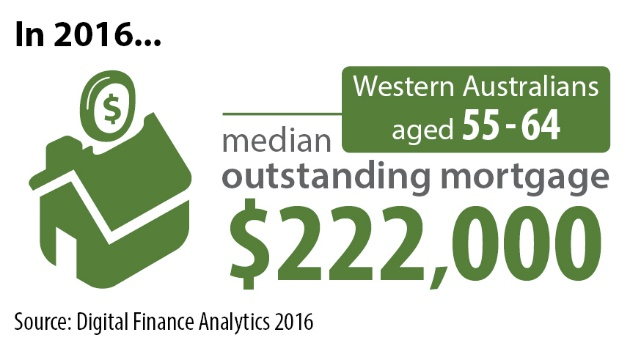 In 2016...
$
Western Australians
aged 55-64
median
outstanding mortgage
$222,000
Source: Digital Finance Analytics 2016